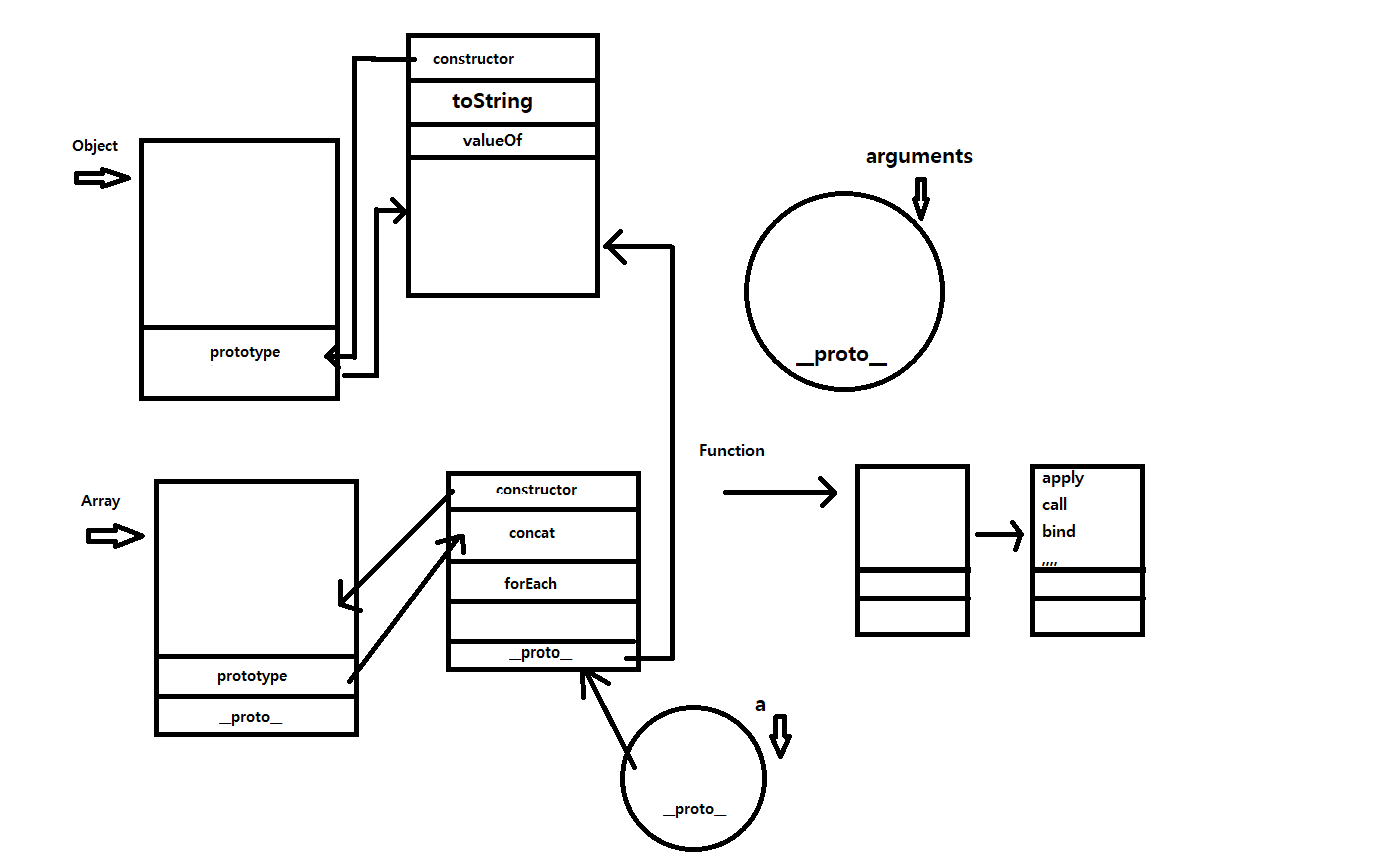 constructor
toString
valueOf
Object
prototype
arguments
__proto__
Array
constructor
concat
forEach
__proto__
prototype
__proto__
Function
apply
call
bind
,,,,
a
__proto__